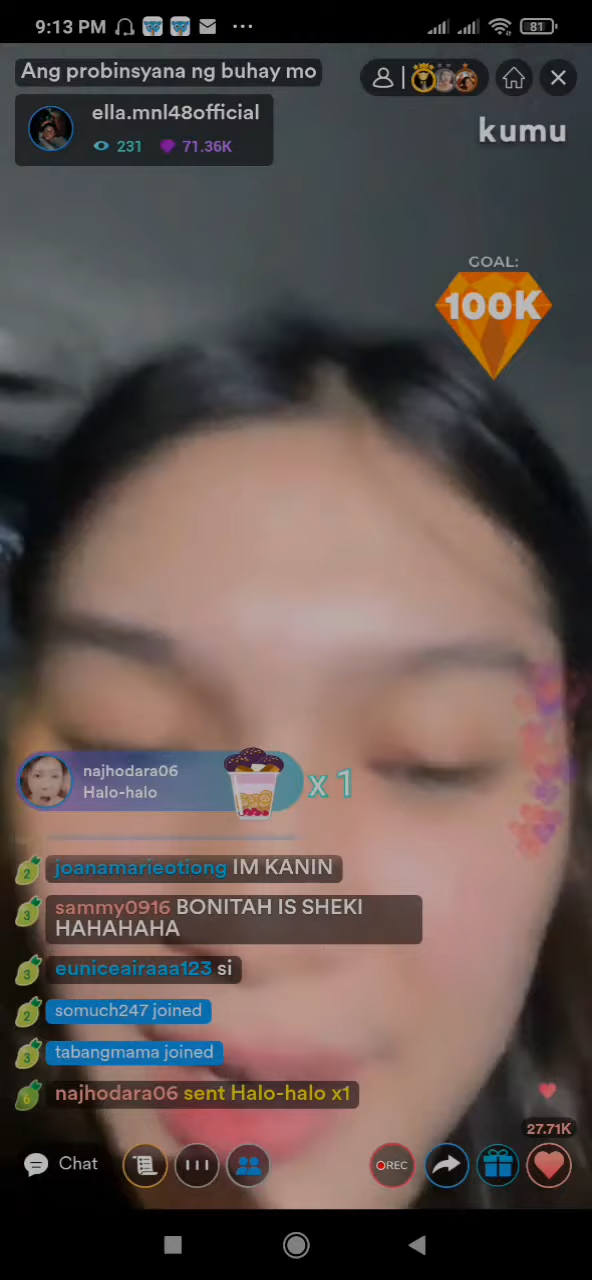 9:13 PM
81
Ang probinsyana ng buhay mo
ella.mnl48official
231
71.36K
kumu
GOAL:
100K
najhodara06
Halo-halo
x 1
2 joanamarieotiong IM KANIN
3 sammy0916 BONITAH IS SHEKI
HAHAHAHA
3 euniceairaaa123 si
2 somuch247 joined
3 tabangmama joined
6 najhodara06 sent Halo-halo x1
27.71K
Chat
REC